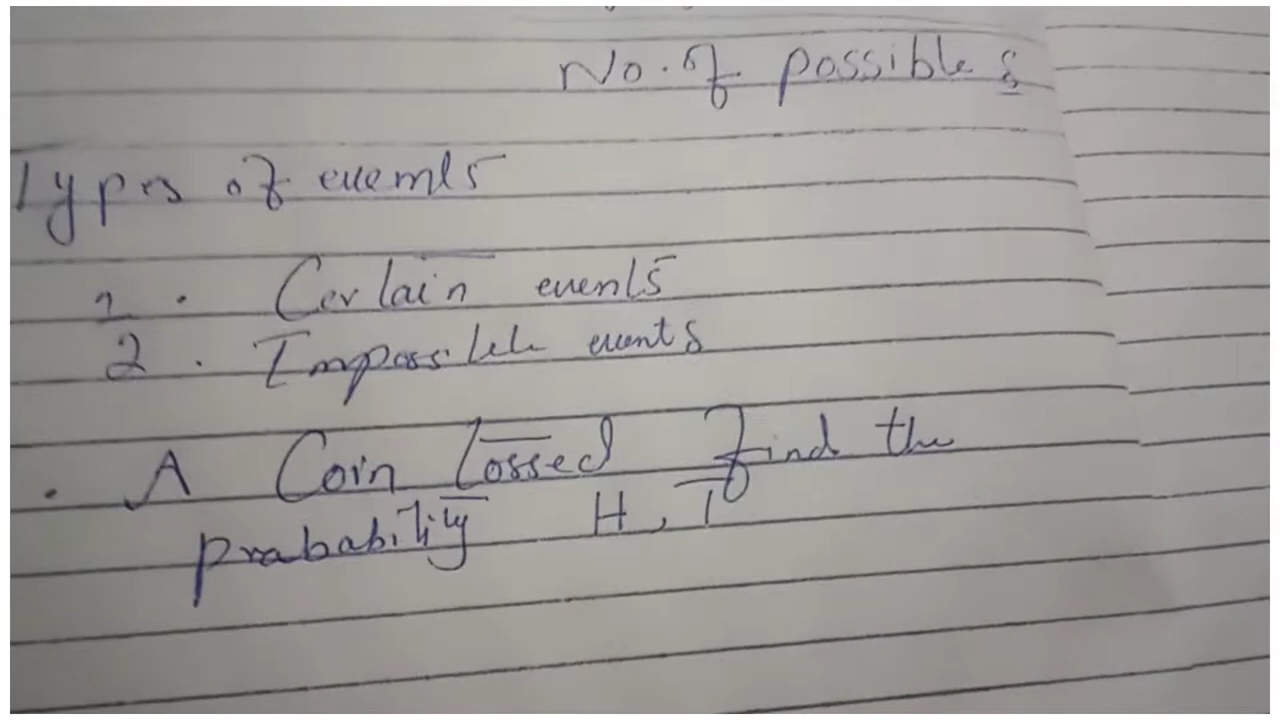 No. of possible s
Types of events
1. Certain events
2. Impossible events
. A Coin tossed find the
probability H, T